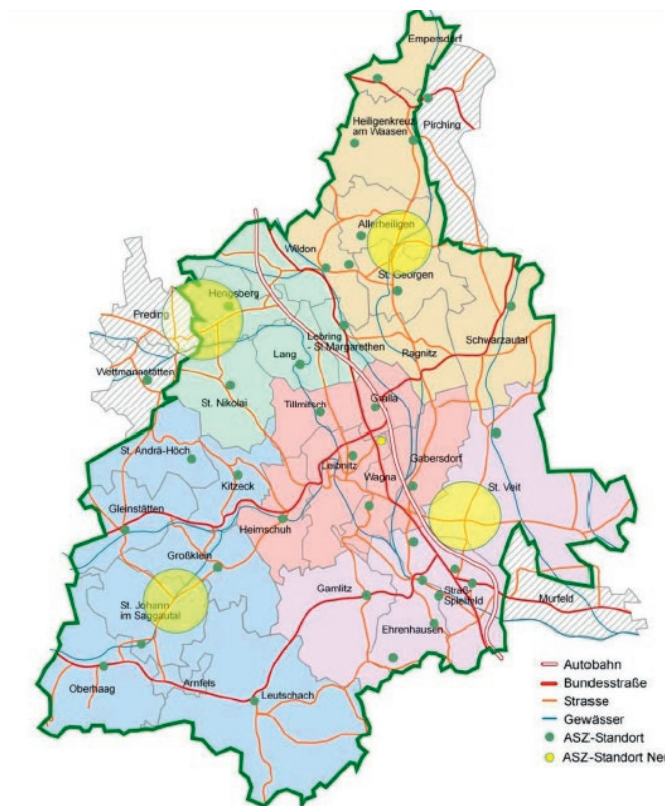 Empersdorf
Heiligenkreuz
am Waasen
Pirching
Allerheiligen
Wildon
St. Georgen
Hengsberg
Preding
Lebring
- St.Margarethen
Schwarzautal
Lang
Ragnitz
Wettmannstätten
St. Nikolai
Tillmitsch
Gralla
St. Andrä-Höch
Leibnitz
Gabersdorf
Kitzeck
Wagna
St. Veit
Gleinstätten
Heimschuh
Großklein
Gamlitz
Straß-
Spielfeld
Murfeld
St. Johann
im Saggautal
Ehrenhausen
Oberhaag
Arnfels
Leutschach
Autobahn
Bundesstraße
Strasse
Gewässer
ASZ-Standort
ASZ-Standort Neu